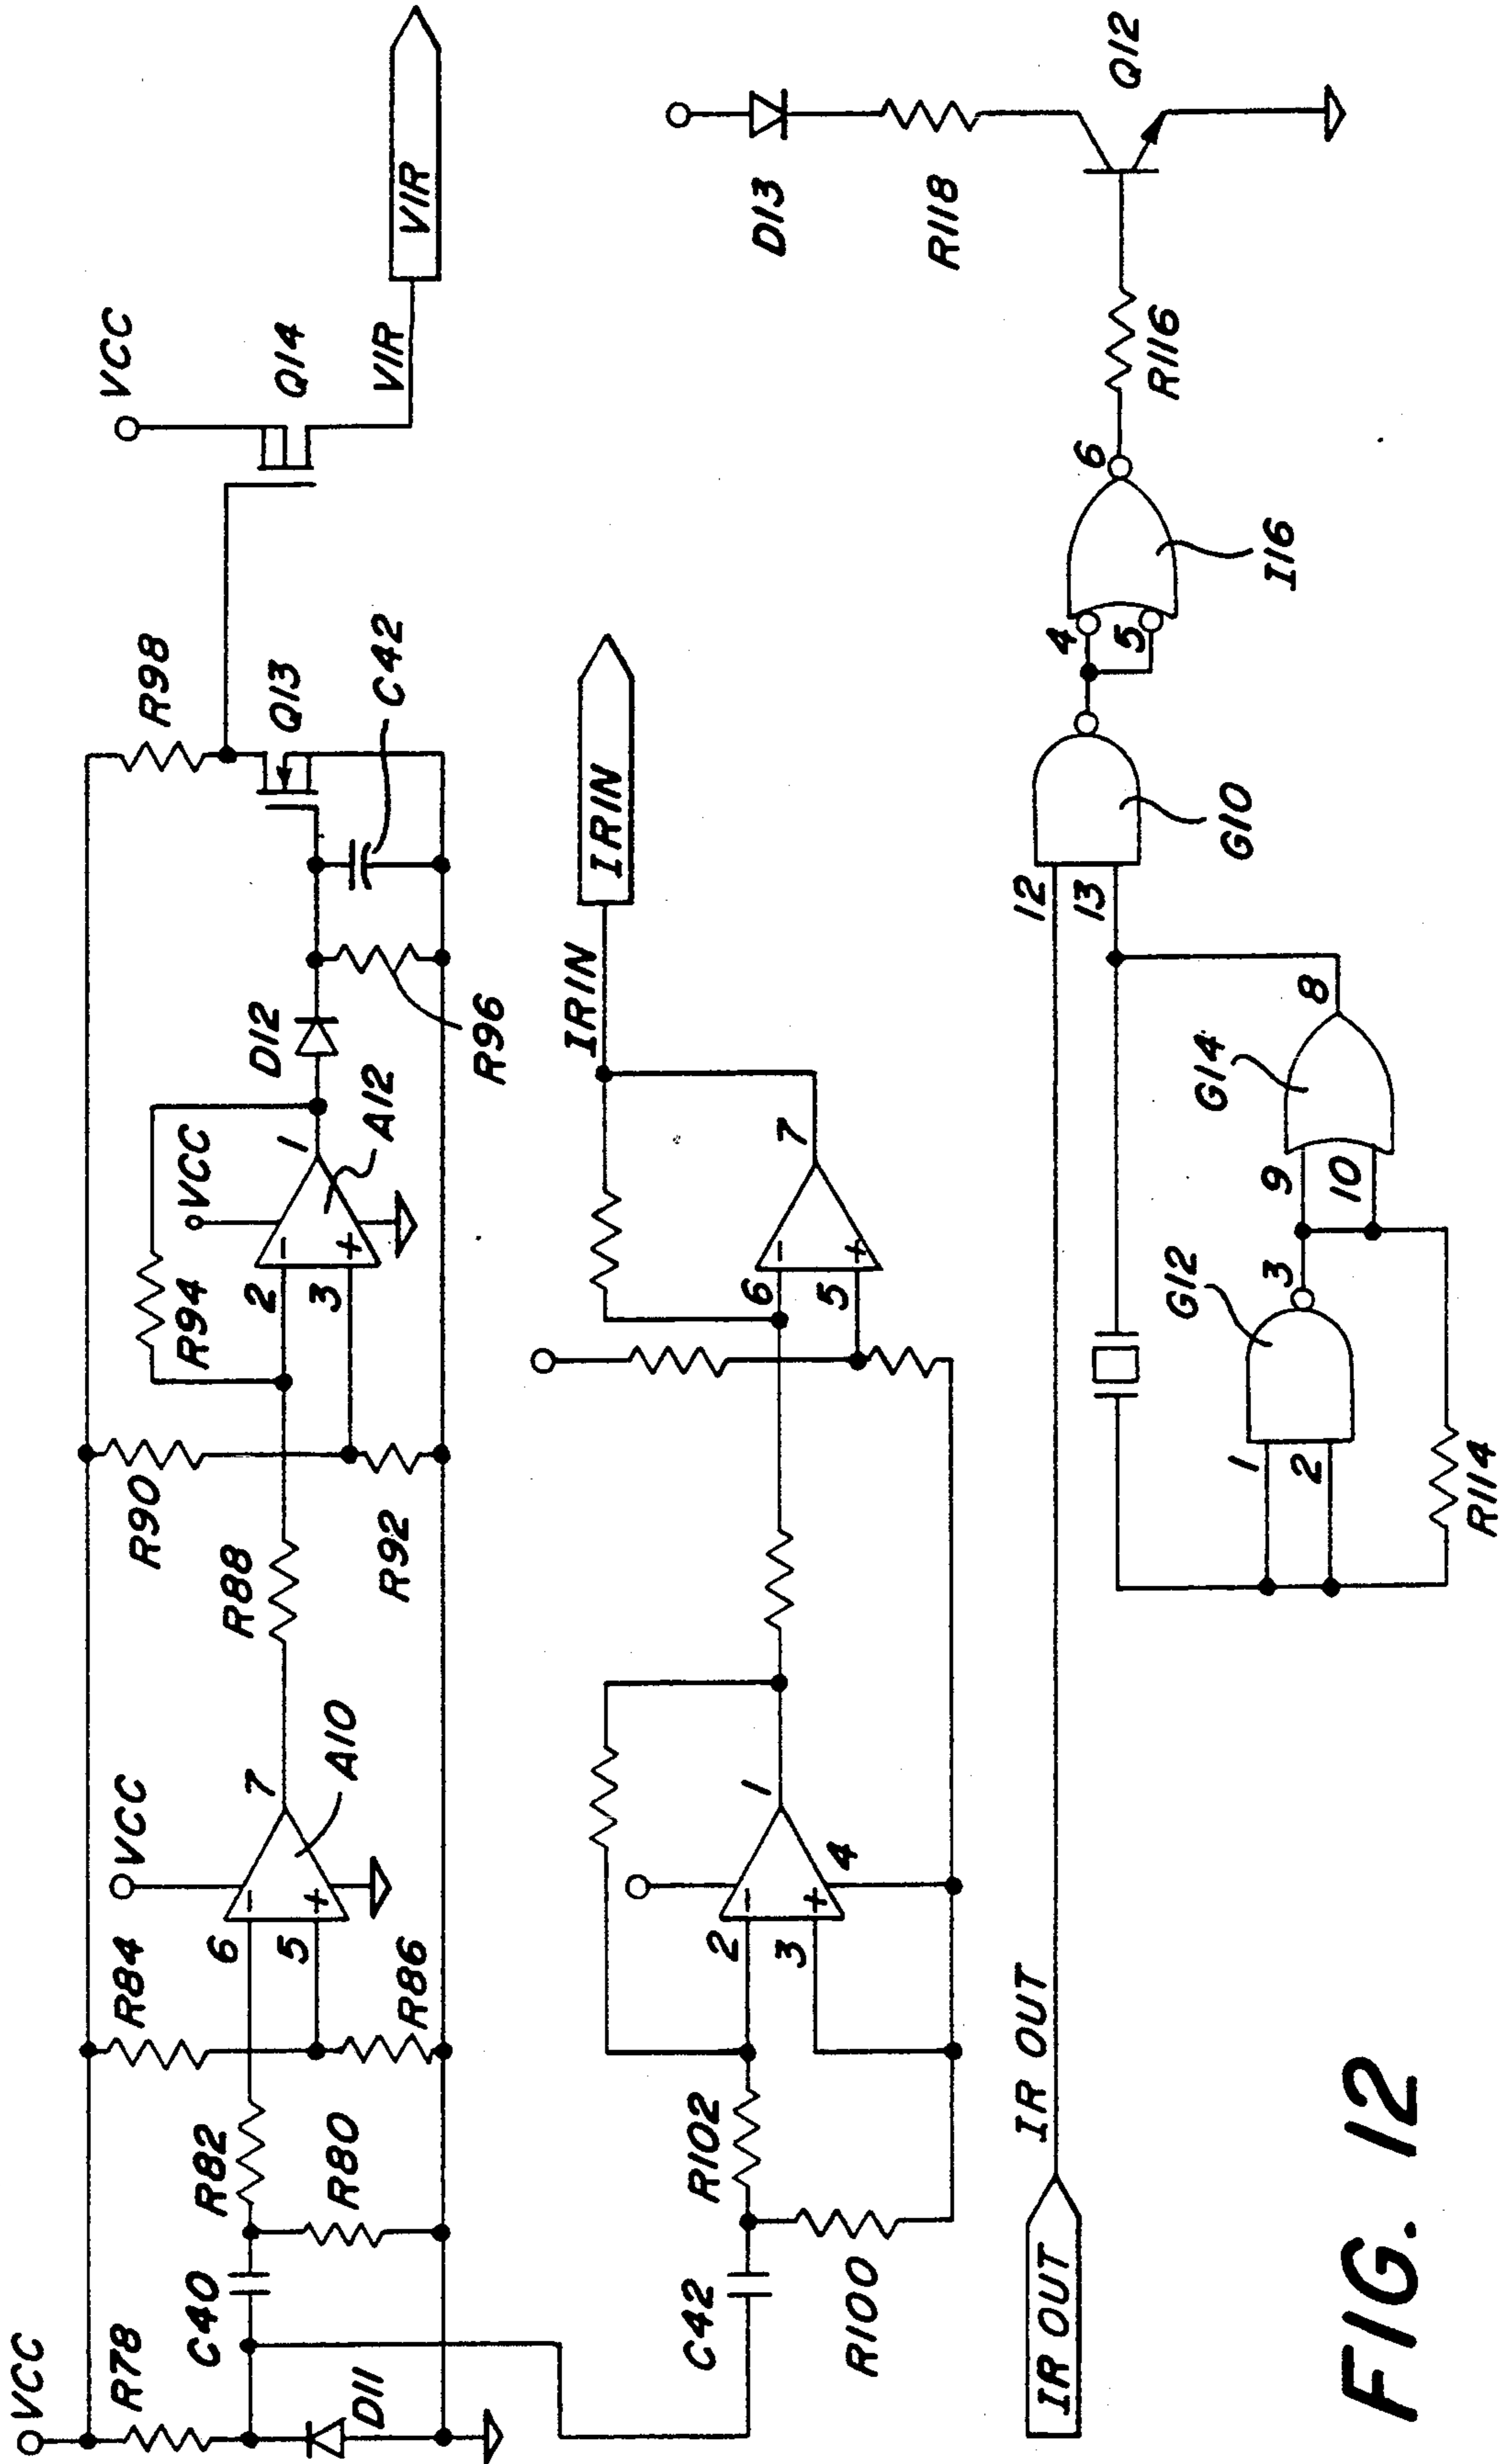 VCC
R78
C40
D11
R82
R80
R84
R86
VCC
6
5
7
A10
R88
R90
R92
R94
VCC
2
3
1
A12
D12
R96
R98
Q13
C42
VCC
Q14
VIR
VIR
C42
R100
R102
2
3
1
4
6
5
7
IRIN
IRIN
IR OUT
IR OUT
12
13
G10
4
5
6
I16
R116
D13
R118
Q12
1
2
G12
3
9
10
G14
8
R114
FIG. 12